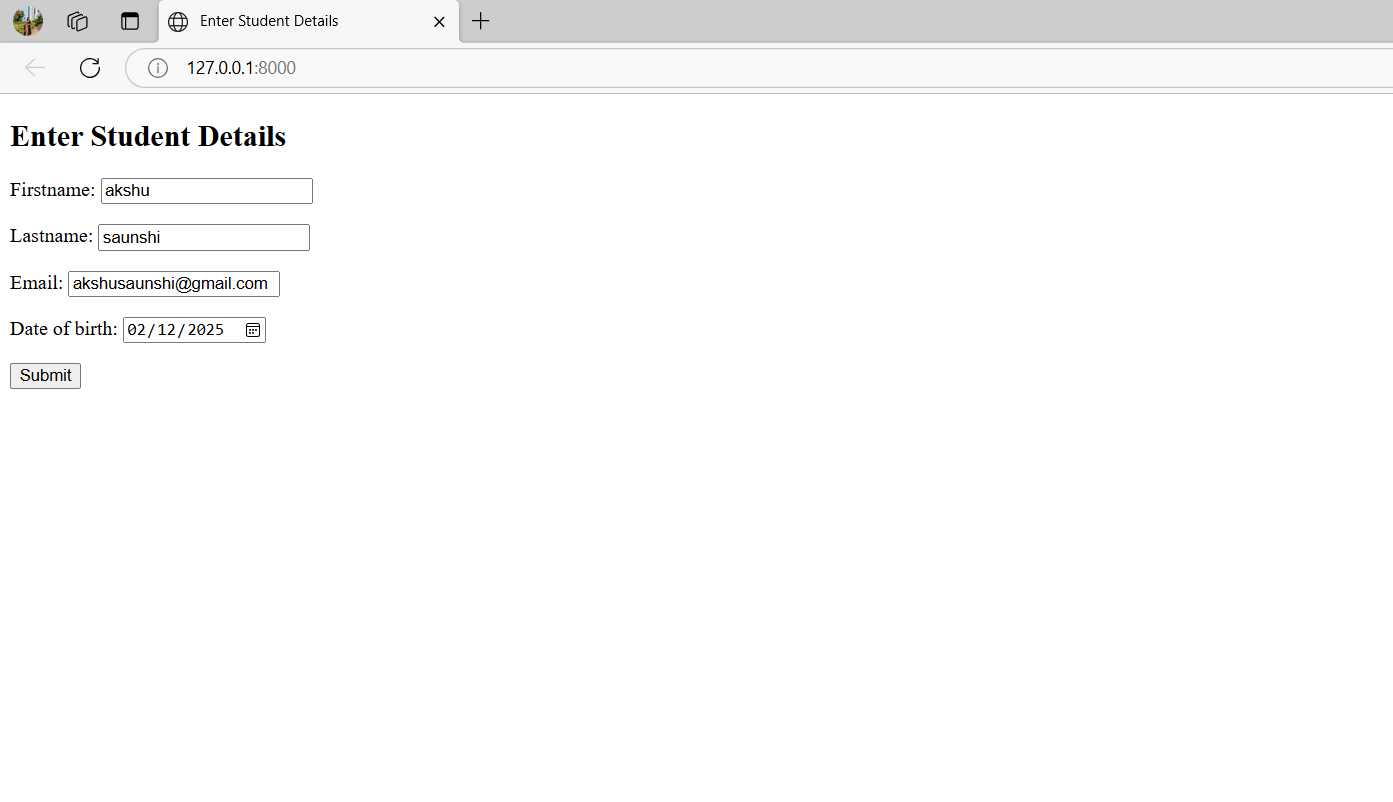 Enter Student Details
127.0.0.1:8000
Enter Student Details
Firstname: akshu
Lastname: saunshi
Email: akshusaunshi@gmail.com
Date of birth: 02/12/2025
Submit